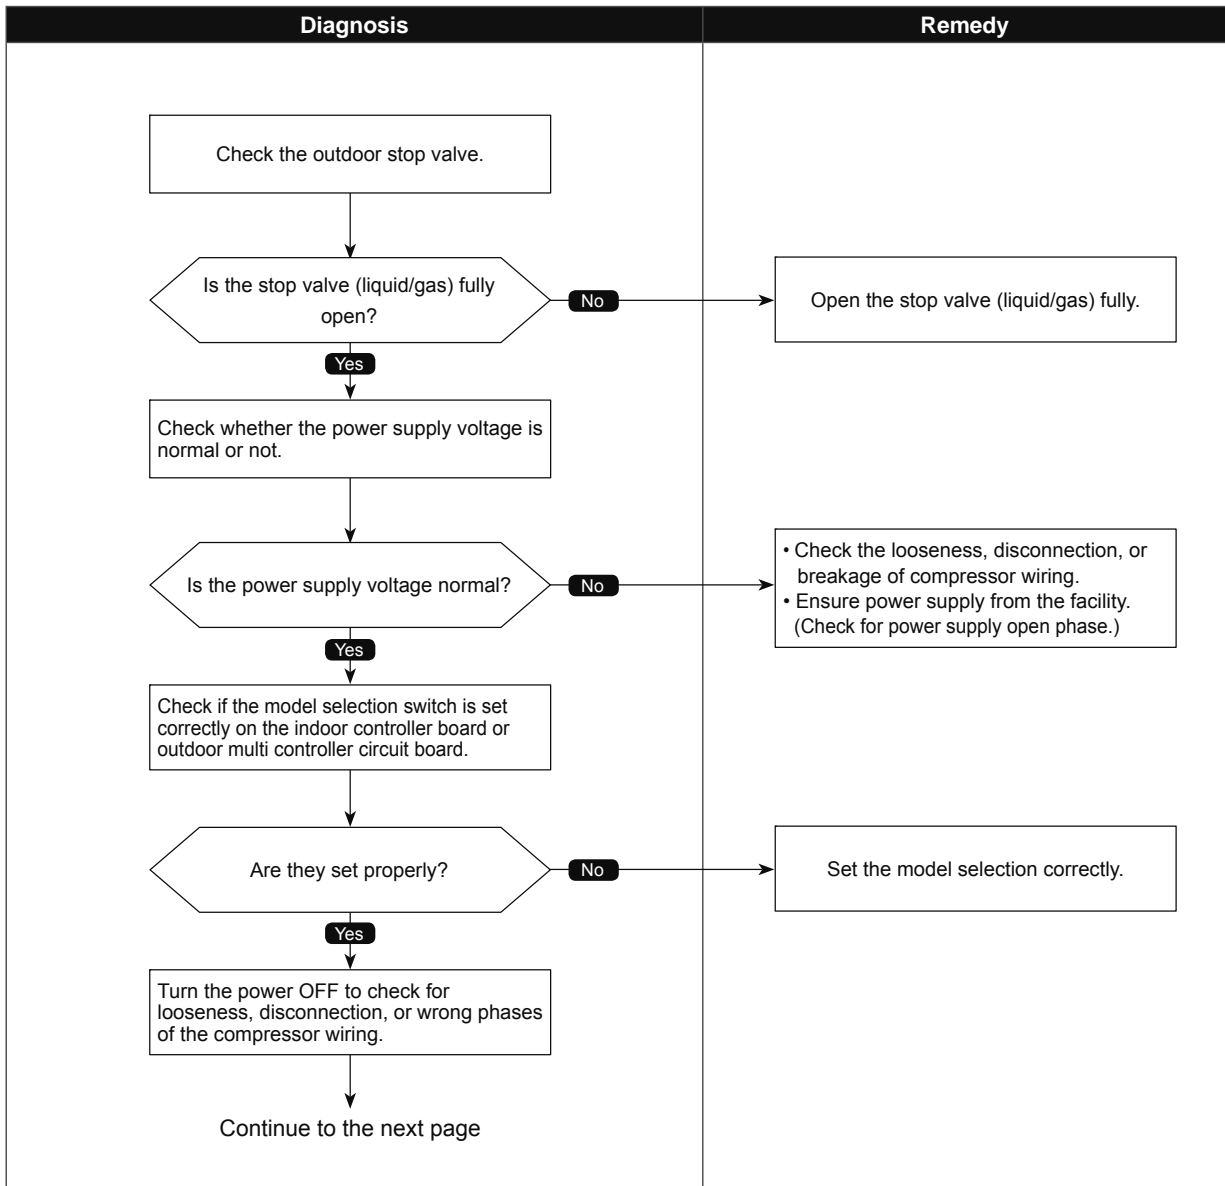 Diagnosis
Remedy
Check the outdoor stop valve.
Is the stop valve (liquid/gas) fully
open?
No
Open the stop valve (liquid/gas) fully.
Yes
Check whether the power supply voltage is
normal or not.
Is the power supply voltage normal?
No
• Check the looseness, disconnection, or
breakage of compressor wiring.
• Ensure power supply from the facility.
(Check for power supply open phase.)
Yes
Check if the model selection switch is set
correctly on the indoor controller board or
outdoor multi controller circuit board.
Are they set properly?
No
Set the model selection correctly.
Yes
Turn the power OFF to check for
looseness, disconnection, or wrong phases
of the compressor wiring.
Continue to the next page